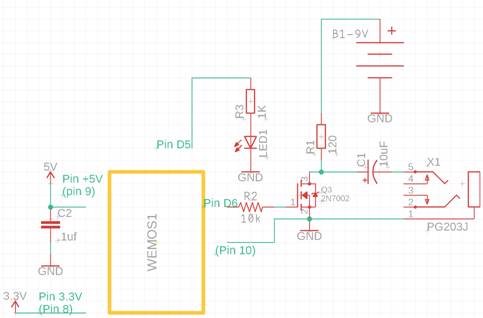 B1-9V
+
GND
Pin D5
R3
1K
LED1
GND
R1
120
C1
10uF
+
5
4
3
2
1
X1
PG203J
5V
Pin +5V
(pin 9)
C2
.1uf
GND
3.3V
Pin 3.3V
(Pin 8)
WEMOS1
Pin D6
R2
10k
1
3
2
Q3
2N7002
GND
(Pin 10)